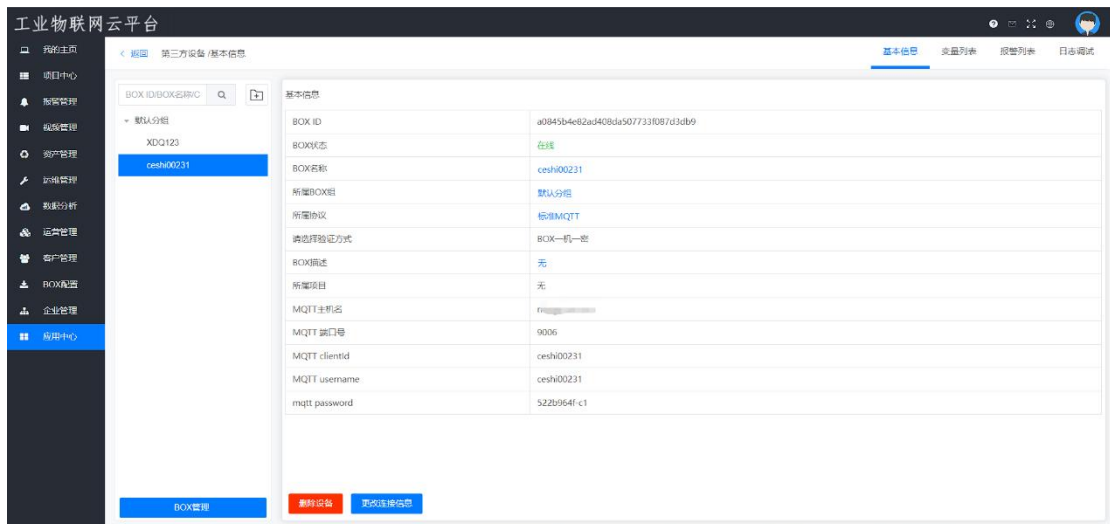 工业物联网云平台
我的主页
项目中心
报警管理
视频管理
资产管理
运维管理
数据分析
运营管理
客户管理
BOX配置
企业管理
应用中心
< 返回 第三方设备 /基本信息
基本信息 变量列表 报警列表 日志调试
BOX ID/BOX名称/C
默认分组
XDQ123
ceshi00231
BOX管理
基本信息
BOX ID a0845b4e82ad408da507733f087d3db9
BOX状态 在线
BOX名称 ceshi00231
所属BOX组 默认分组
所属协议 标准MQTT
请选择验证方式 BOX一机一密
BOX描述 无
所属项目 无
MQTT主机名
MQTT 端口号 9006
MQTT clientId ceshi00231
MQTT username ceshi00231
mqtt password 522b964f-c1
删除设备 更改连接信息